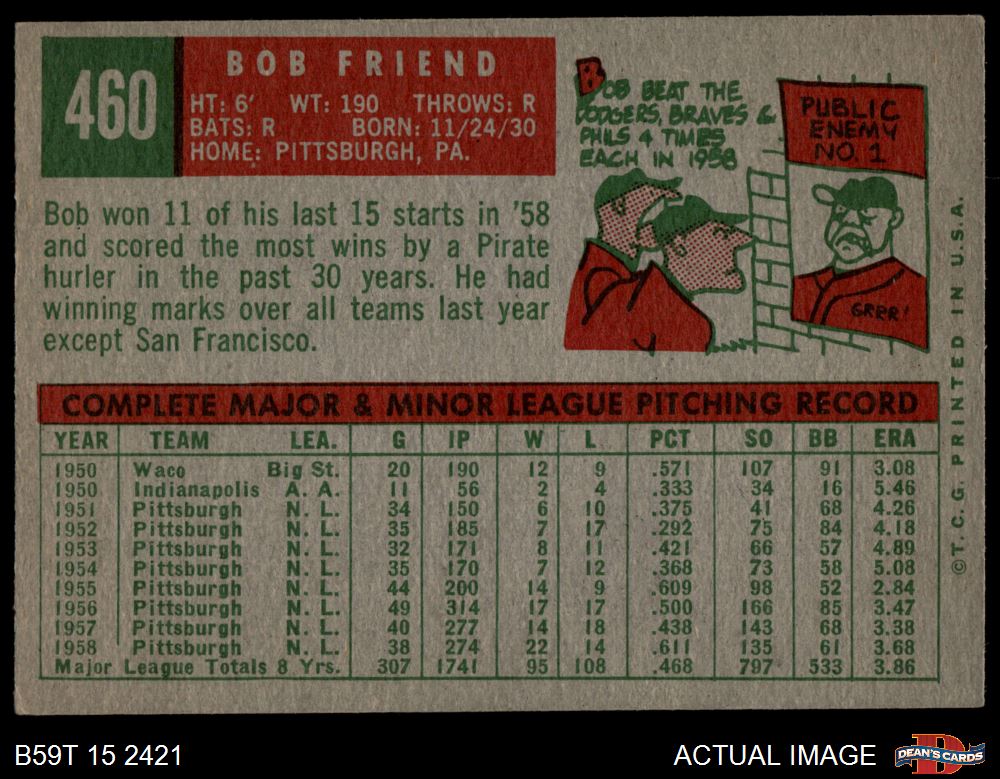 460
BOB FRIEND
HT: 6' WT: 190 THROWS: R
BATS: R BORN: 11/24/30
HOME: PITTSBURGH, PA.
BOB BEAT THE
DODGERS, BRAVES &
PHILS 4 TIMES
EACH IN 1958
PUBLIC
ENEMY
NO. 1
GRRR!
Bob won 11 of his last 15 starts in '58
and scored the most wins by a Pirate
hurler in the past 30 years. He had
winning marks over all teams last year
except San Francisco.
COMPLETE MAJOR & MINOR LEAGUE PITCHING RECORD
YEAR TEAM LEA. G IP W L PCT SO BB ERA
1950 Waco Big St. 20 190 12 9 .571 107 91 3.08
1950 Indianapolis A. A. 11 56 2 4 .333 34 16 5.46
1951 Pittsburgh N. L. 34 150 6 10 .375 41 68 4.26
1952 Pittsburgh N. L. 35 185 7 17 .292 75 84 4.18
1953 Pittsburgh N. L. 32 171 8 11 .421 66 57 4.89
1954 Pittsburgh N. L. 35 170 7 12 .368 73 58 5.08
1955 Pittsburgh N. L. 44 200 14 9 .609 98 52 2.84
1956 Pittsburgh N. L. 49 314 17 17 .500 166 85 3.47
1957 Pittsburgh N. L. 40 277 14 18 .438 143 68 3.38
1958 Pittsburgh N. L. 38 274 22 14 .611 135 61 3.68
Major League Totals 8 Yrs. 307 1741 95 108 .468 797 533 3.86
©T. C. G. PRINTED IN U.S.A.
B59T 15 2421
ACTUAL IMAGE
DEAN'S CARDS